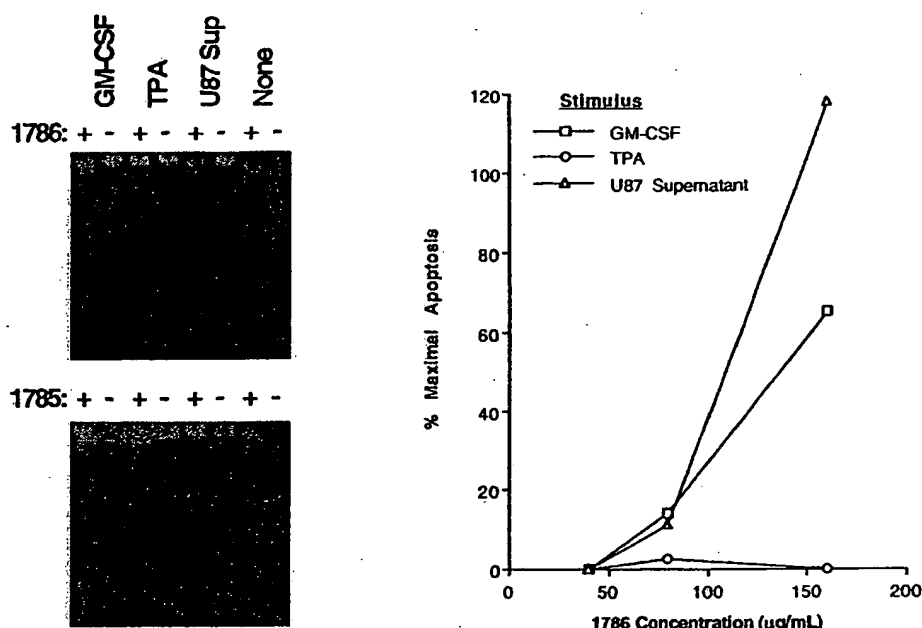 GM-CSF
TPA
U87 Sup
None
1786: + - + - + - + -
1785: + - + - + - + -
Stimulus
GM-CSF
TPA
U87 Supernatant
% Maximal Apoptosis
120
100
80
60
40
20
0
0 50 100 150 200
1786 Concentration (µg/mL)